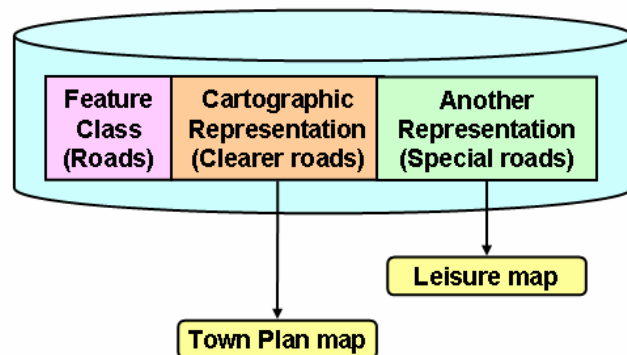 Feature
Class
(Roads)
Cartographic
Representation
(Clearer roads)
Another
Representation
(Special roads)
Leisure map
Town Plan map